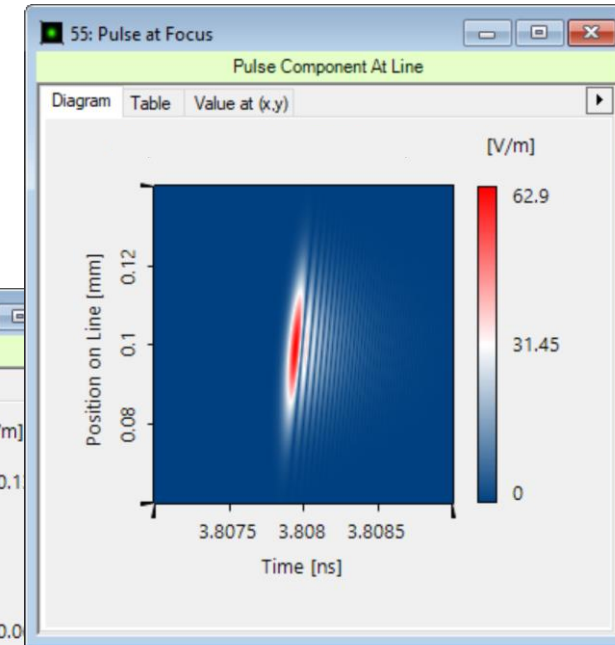 55: Pulse at Focus
Pulse Component At Line
Diagram Table Value at (x,y)
[V/m]
62.9
31.45
0
Position on Line [mm]
0.12
0.1
0.08
3.8075 3.808 3.8085
Time [ns]
/m]